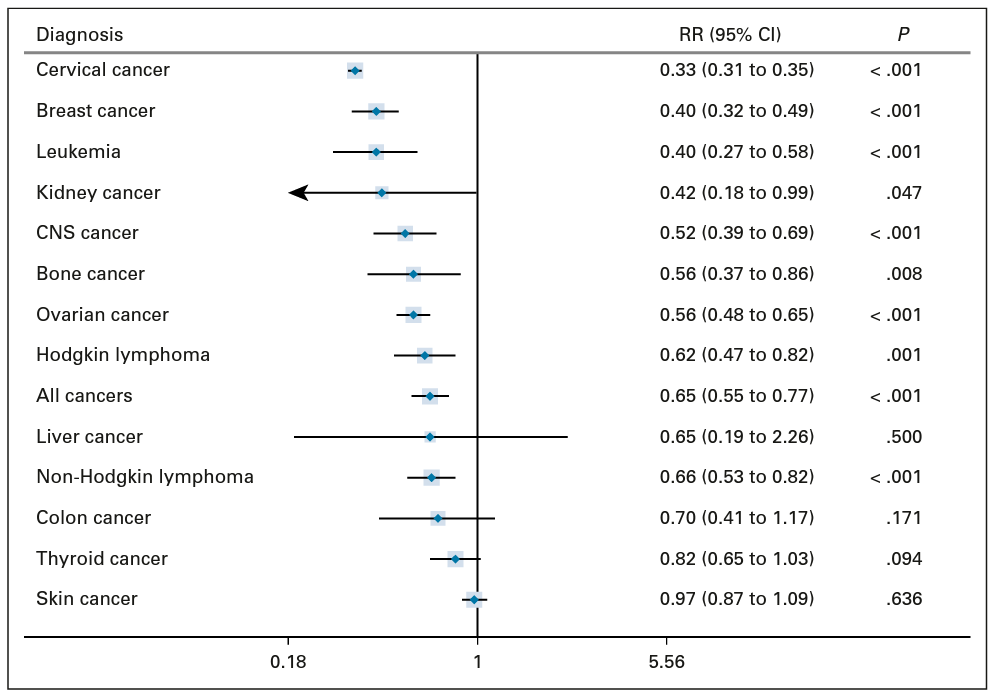 Diagnosis RR (95% CI) P
Cervical cancer 0.33 (0.31 to 0.35) < .001
Breast cancer 0.40 (0.32 to 0.49) < .001
Leukemia 0.40 (0.27 to 0.58) < .001
Kidney cancer 0.42 (0.18 to 0.99) .047
CNS cancer 0.52 (0.39 to 0.69) < .001
Bone cancer 0.56 (0.37 to 0.86) .008
Ovarian cancer 0.56 (0.48 to 0.65) < .001
Hodgkin lymphoma 0.62 (0.47 to 0.82) .001
All cancers 0.65 (0.55 to 0.77) < .001
Liver cancer 0.65 (0.19 to 2.26) .500
Non-Hodgkin lymphoma 0.66 (0.53 to 0.82) < .001
Colon cancer 0.70 (0.41 to 1.17) .171
Thyroid cancer 0.82 (0.65 to 1.03) .094
Skin cancer 0.97 (0.87 to 1.09) .636
0.18 1 5.56